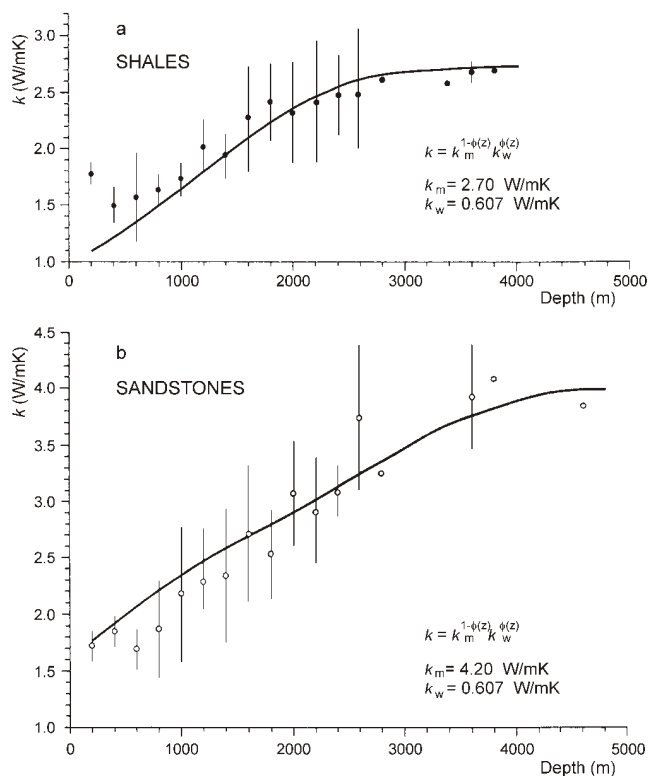 a
SHALES
k (W/mK)
3.0
2.5
2.0
1.5
1.0
k = k_m^{1-ϕ(z)} k_w^{ϕ(z)}
k_m = 2.70 W/mK
k_w = 0.607 W/mK
0 1000 2000 3000 4000 5000
Depth (m)
b
SANDSTONES
k (W/mK)
4.5
4.0
3.5
3.0
2.5
2.0
1.5
1.0
k = k_m^{1-ϕ(z)} k_w^{ϕ(z)}
k_m = 4.20 W/mK
k_w = 0.607 W/mK
0 1000 2000 3000 4000 5000
Depth (m)